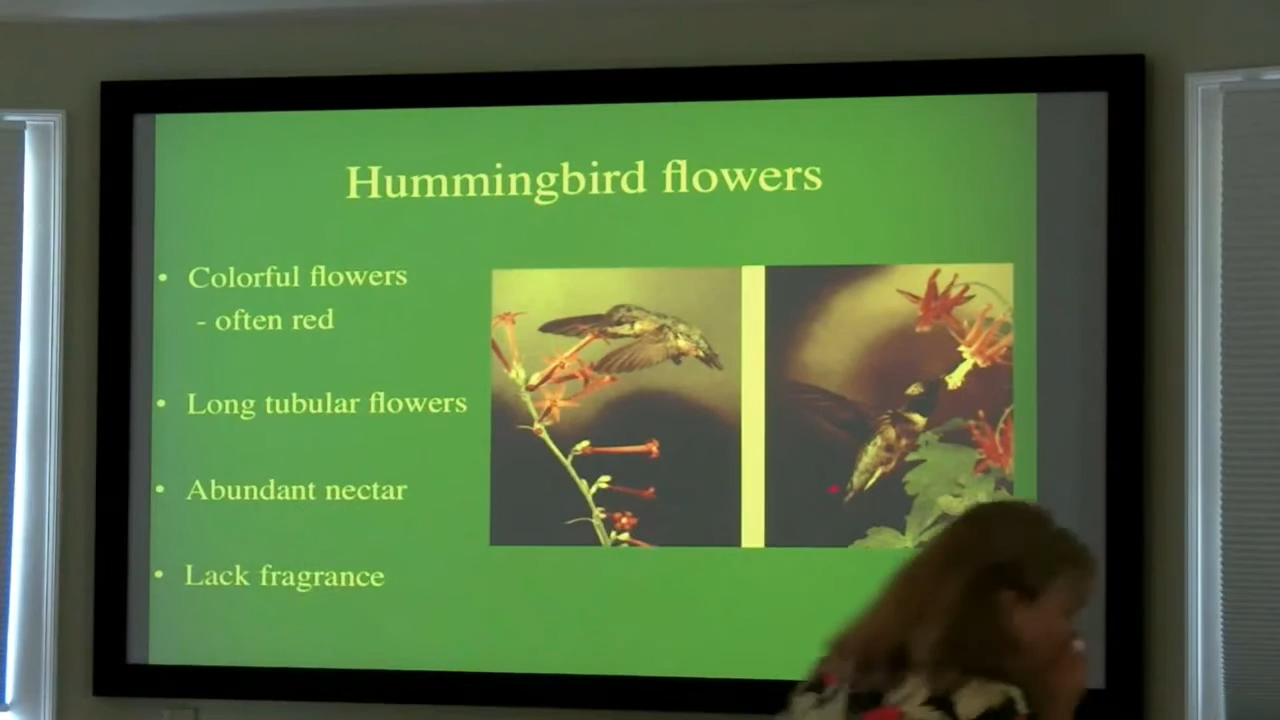 Hummingbird flowers
• Colorful flowers
- often red
• Long tubular flowers
• Abundant nectar
• Lack fragrance